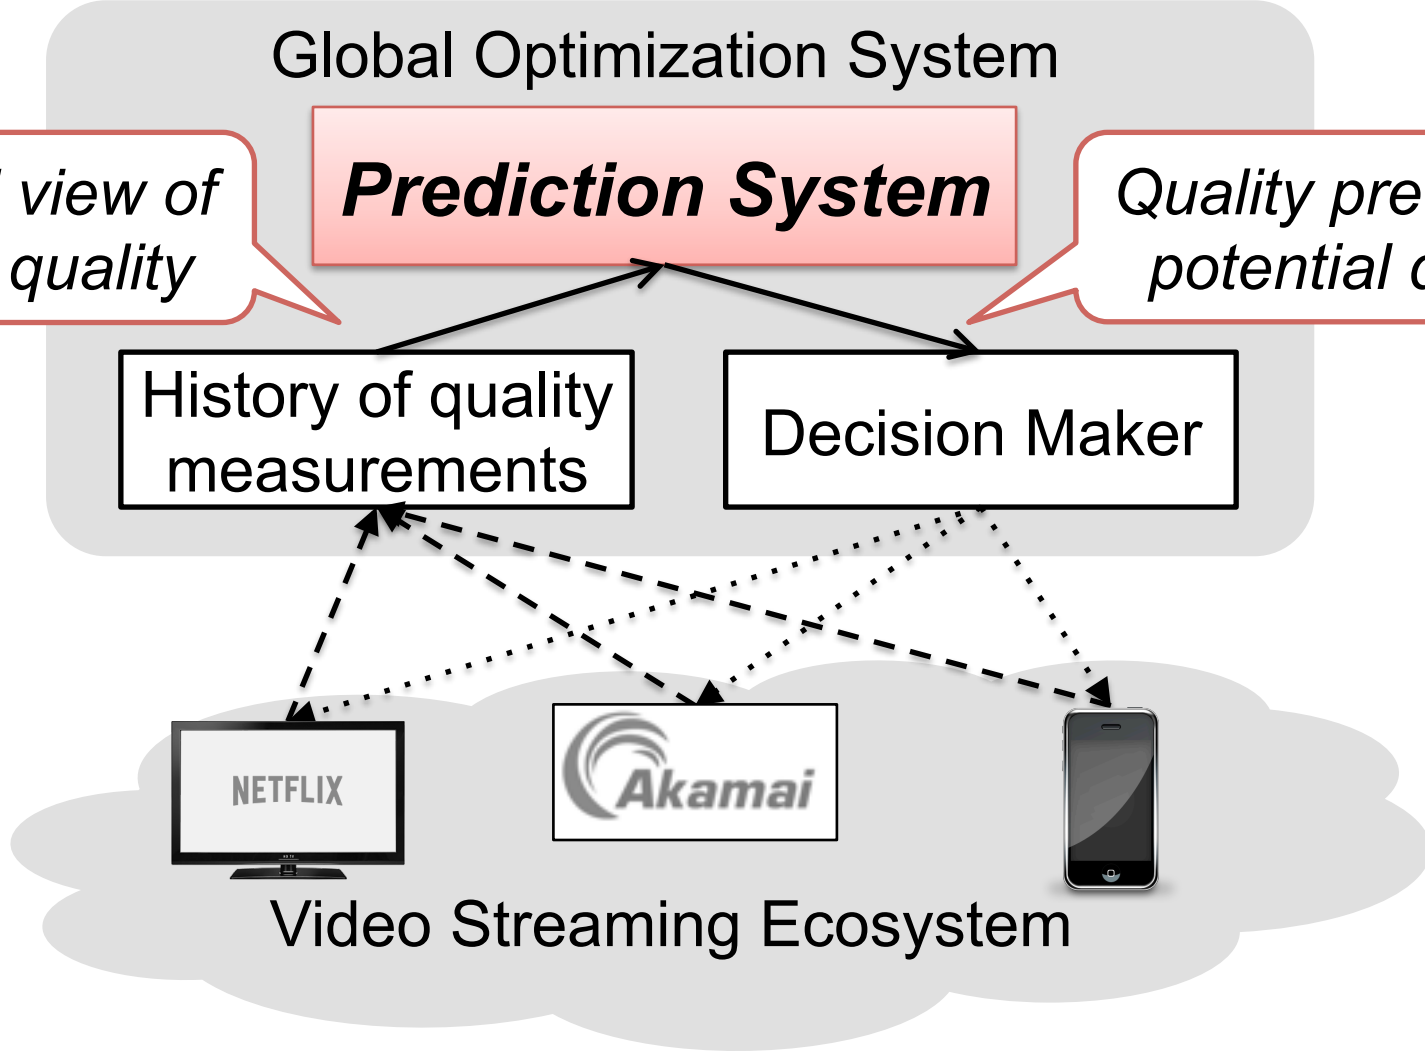 Global Optimization System
Prediction System
view of
quality
Quality
potential
History of quality
measurements
Decision Maker
NETFLIX
Akamai
Video Streaming Ecosystem